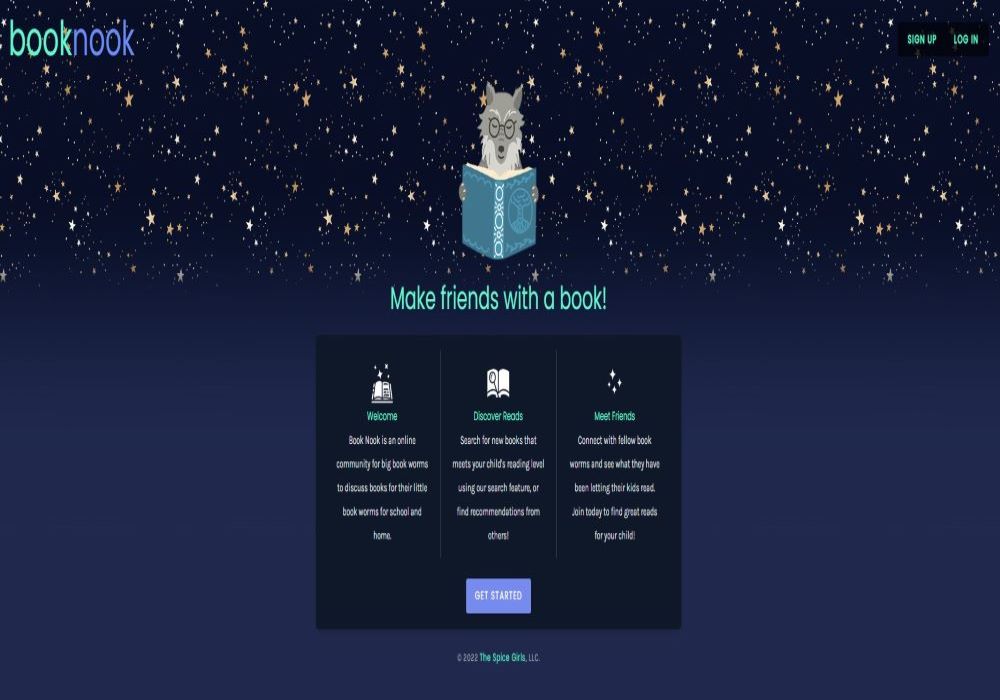 booknook
SIGN UP LOG IN
Make friends with a book!
Welcome
Book Nook is an online
community for big book worms
to discuss books for their little
book worms for school and
home.
Discover Reads
Search for new books that
meets your child's reading level
using our search feature, or
find recommendations from
others!
Meet Friends
Connect with fellow book
worms and see what they have
been letting their kids read.
Join today to find great reads
for your child!
GET STARTED
© 2022 The Spice Girls, LLC.